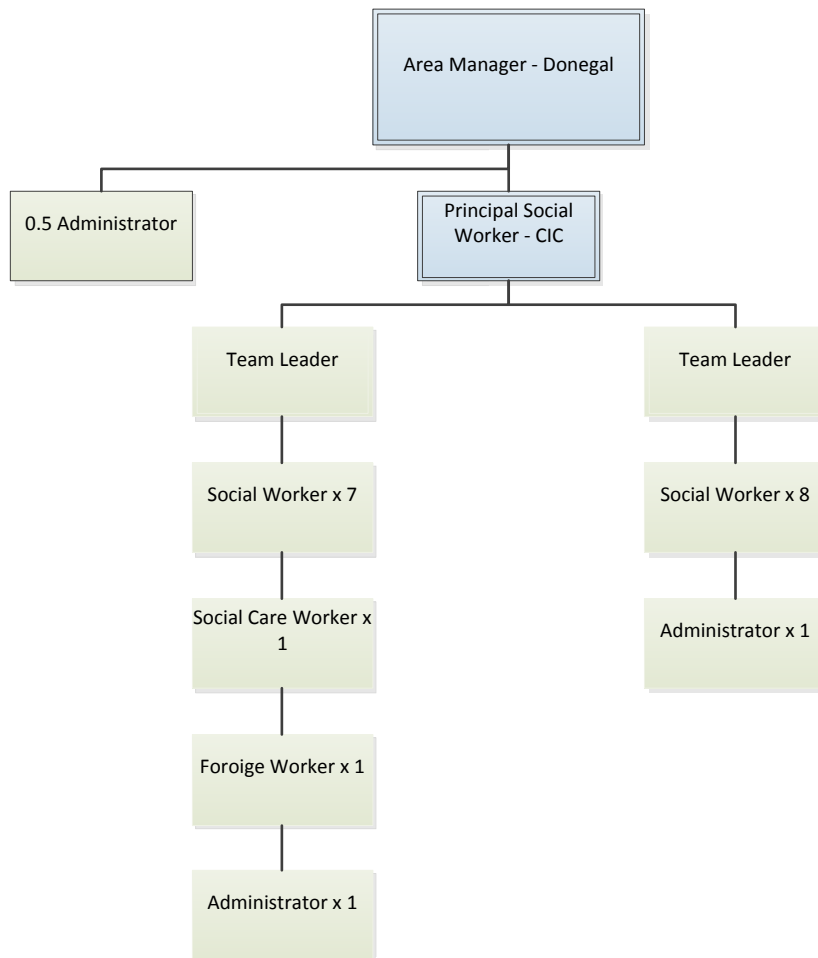 Area Manager - Donegal
0.5 Administrator
Principal Social
Worker - CIC
Team Leader
Team Leader
Social Worker x 7
Social Worker x 8
Social Care Worker x
1
Administrator x 1
Foroige Worker x 1
Administrator x 1